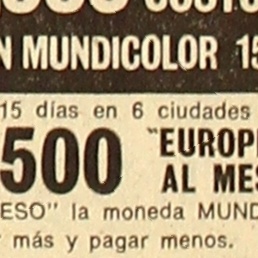 N MUNDICOLOR 15
15 días en 6 ciudades
500 "EUROP
AL MES
ESO" la moneda MUND
más y pagar menos.